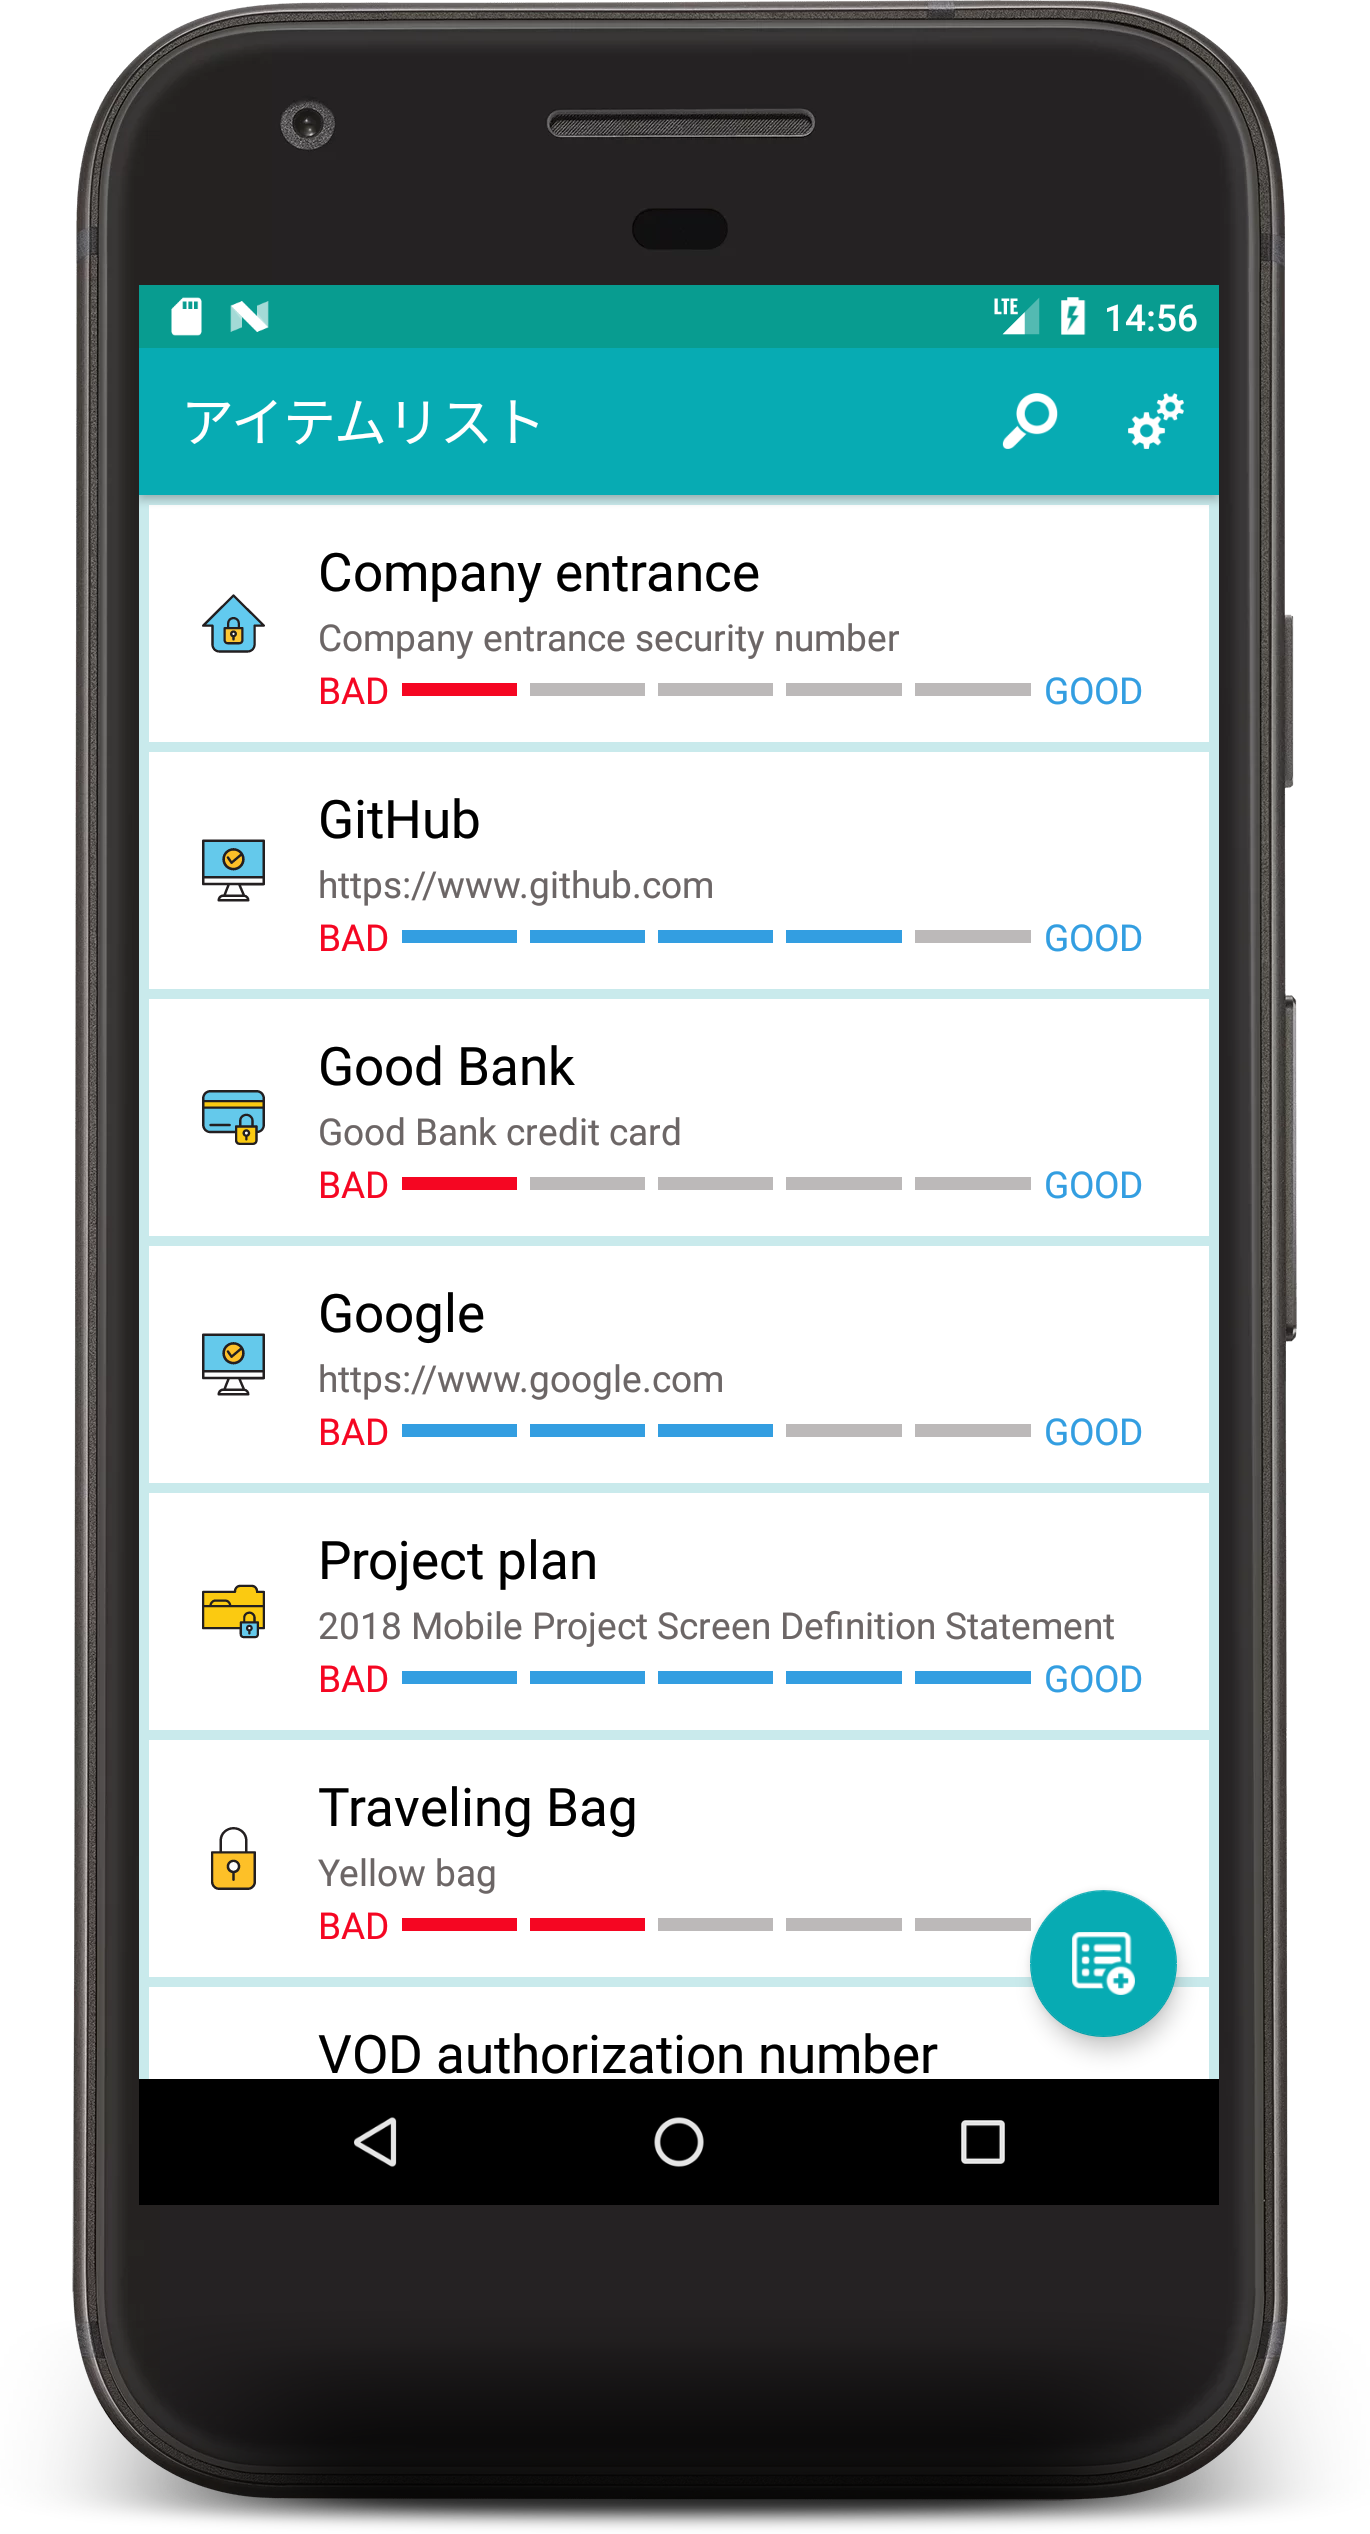 LTE 14:56
アイテムリスト
Company entrance
Company entrance security number
BAD GOOD
GitHub
https://www.github.com
BAD GOOD
Good Bank
Good Bank credit card
BAD GOOD
Google
https://www.google.com
BAD GOOD
Project plan
2018 Mobile Project Screen Definition Statement
BAD GOOD
Traveling Bag
Yellow bag
BAD
VOD authorization number